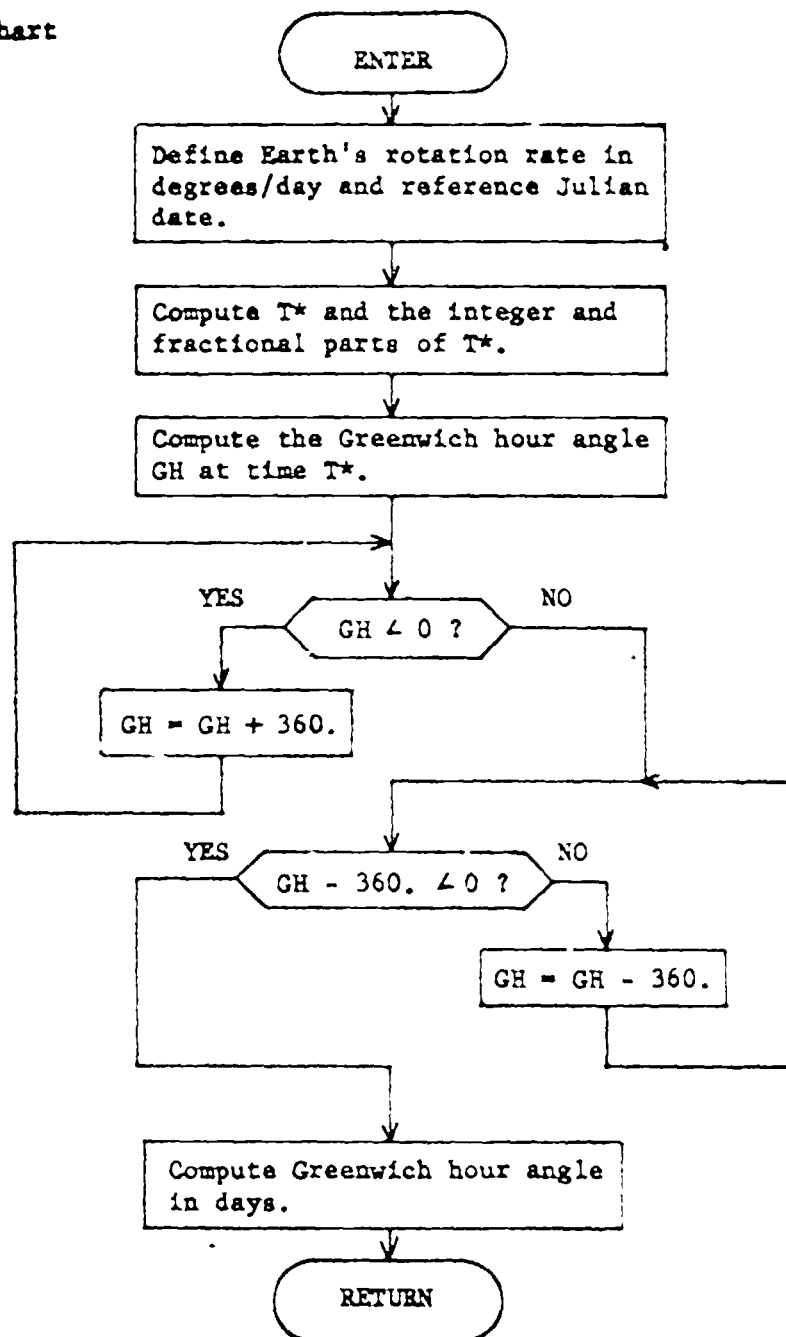 ENTER
Define Earth's rotation rate in
degrees/day and reference Julian
date.
Compute T* and the integer and
fractional parts of T*.
Compute the Greenwich hour angle
GH at time T*.
YES
NO
GH ∠ 0 ?
GH = GH + 360.
YES
NO
GH - 360. ∠ 0 ?
GH = GH - 360.
Compute Greenwich hour angle
in days.
RETURN